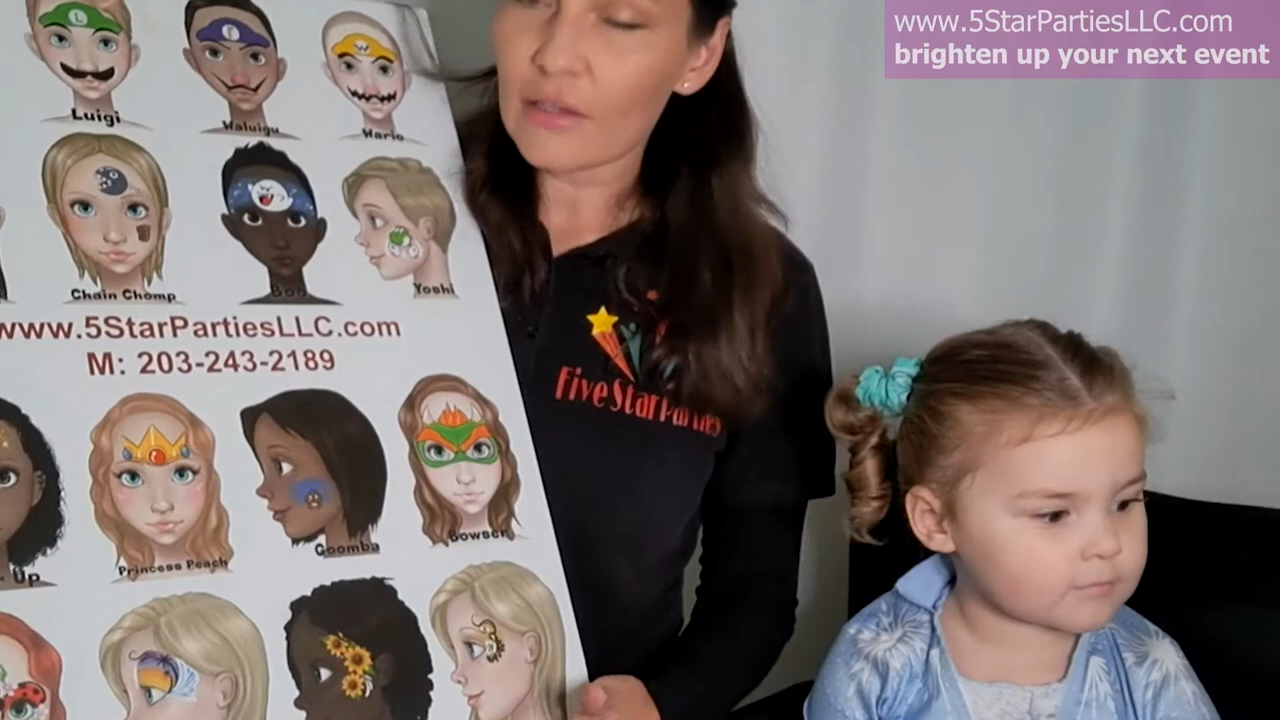 www.5StarPartiesLLC.com
brighten up your next event
L
W
Luigi
Waluigi
Wario
Chain Chomp
Boo
Yoshi
www.5StarPartiesLLC.com
M: 203-243-2189
Five Star Parties
Up
Princess Peach
Goomba
Bowser